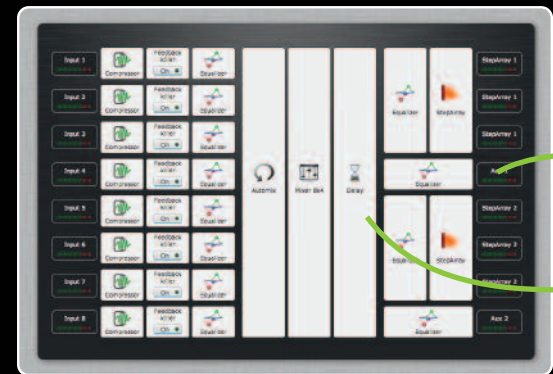 Input 1
Compressor
Feedback
killer
On
Equalizer
StepArray 1
Input 2
Compressor
Feedback
killer
On
Equalizer
StepArray 1
Input 3
Compressor
Feedback
killer
On
Equalizer
Equalizer
StepArray
StepArray 1
Input 4
Compressor
Feedback
killer
On
Equalizer
Automix
Mixer 8x4
Delay
Equalizer
Input 5
Compressor
Feedback
killer
On
Equalizer
StepArray 2
Input 6
Compressor
Feedback
killer
On
Equalizer
Equalizer
StepArray
StepArray 3
Input 7
Compressor
Feedback
killer
On
Equalizer
StepArray 3
Input 8
Compressor
Feedback
killer
On
Equalizer
Equalizer
Aux 2